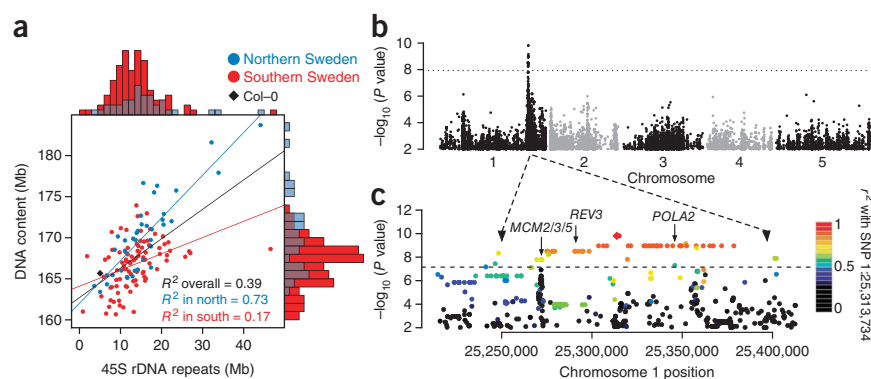 a
Northern Sweden
Southern Sweden
Col–0
DNA content (Mb)
180
175
170
165
160
R² overall = 0.39
R² in north = 0.73
R² in south = 0.17
0 10 20 30 40
45S rDNA repeats (Mb)
b
–log₁₀ (P value)
10
8
6
4
2
1 2 3 4 5
Chromosome
c
–log₁₀ (P value)
12
10
8
6
4
2
MCM2/3/5
REV3
POLA2
25,250,000 25,300,000 25,350,000 25,400,000
Chromosome 1 position
1
0.5
0
r² with SNP 1:25,313,734